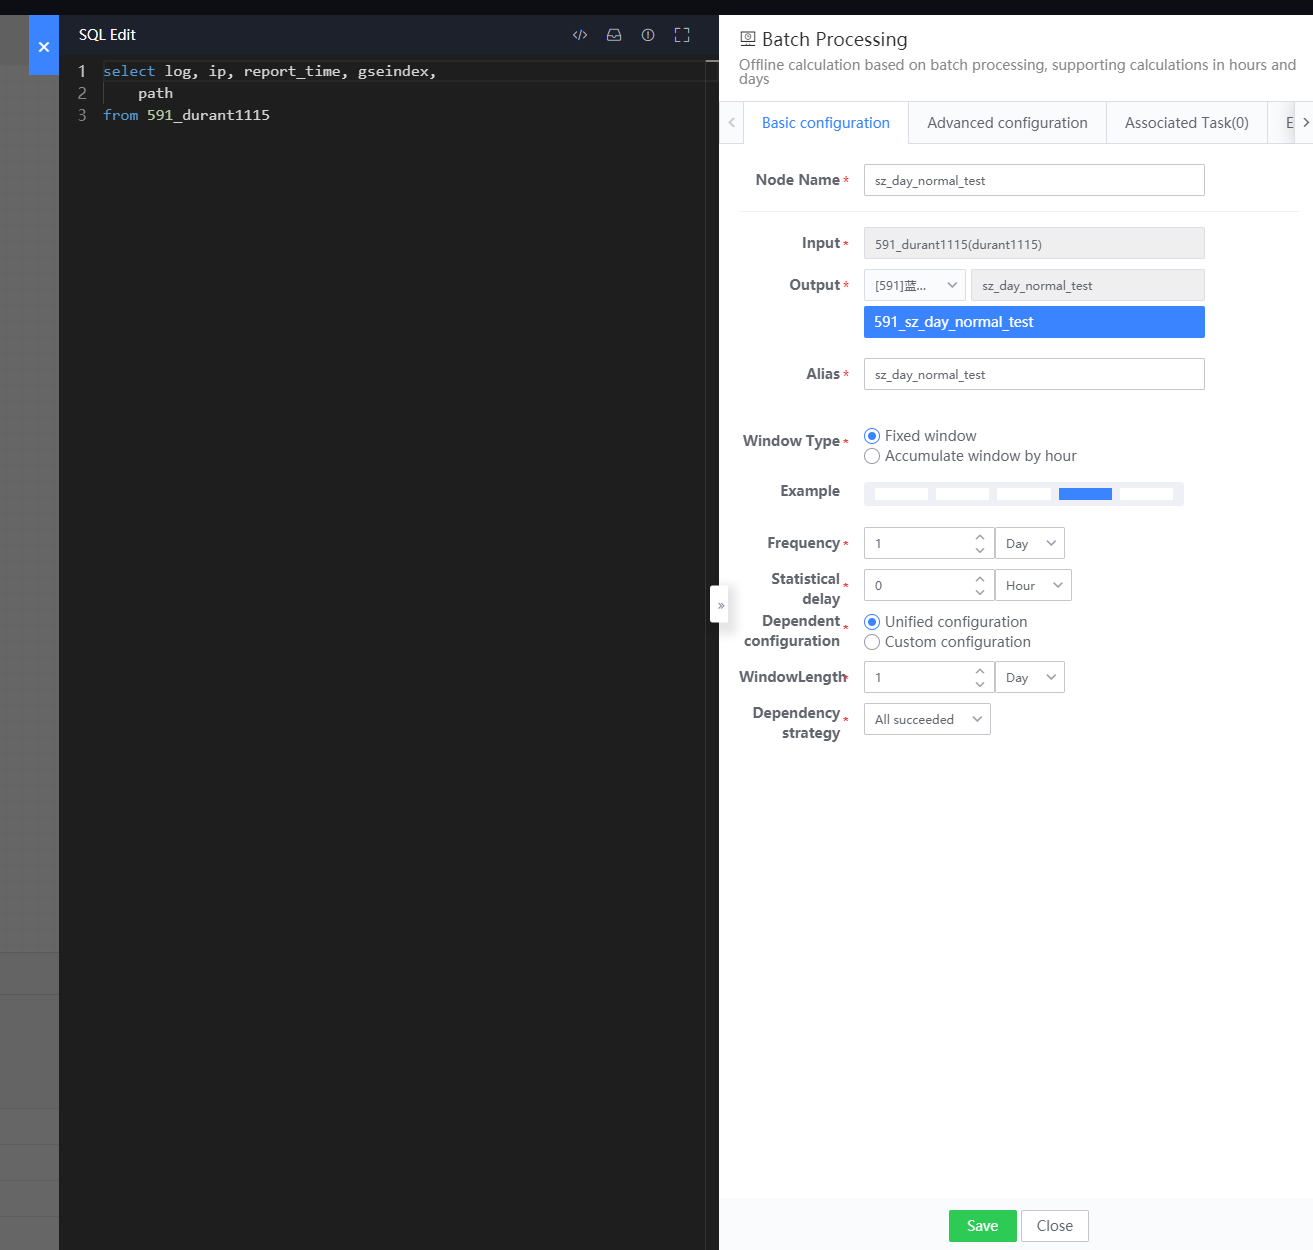 SQL Edit
1 select log, ip, report_time, gseindex,
2 path
3 from 591_durant1115
Batch Processing
Offline calculation based on batch processing, supporting calculations in hours and
days
Basic configuration
Advanced configuration
Associated Task(0)
E
Node Name *
sz_day_normal_test
Input *
591_durant1115(durant1115)
Output *
[591]蓝...
sz_day_normal_test
591_sz_day_normal_test
Alias *
sz_day_normal_test
Window Type *
Fixed window
Accumulate window by hour
Example
Frequency *
1
Day
Statistical
delay *
0
Hour
Dependent
configuration *
Unified configuration
Custom configuration
WindowLength *
1
Day
Dependency
strategy *
All succeeded
Save
Close